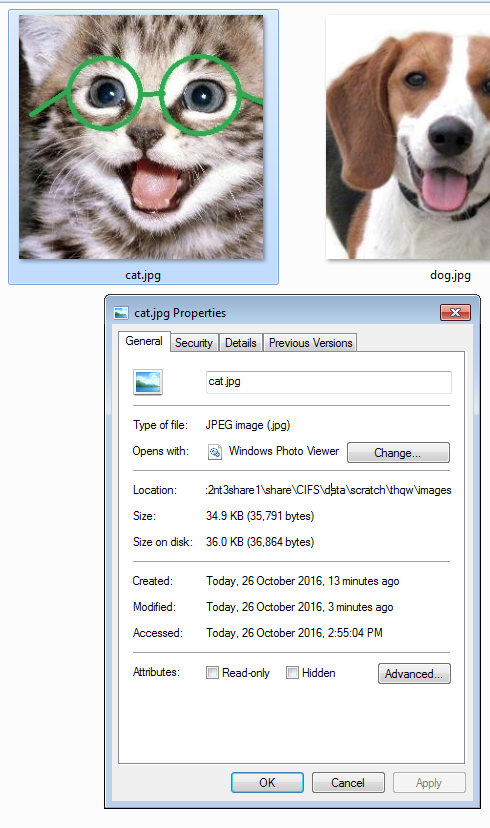 cat.jpg
dog.jpg
cat.jpg Properties
General Security Details Previous Versions
cat.jpg
Type of file: JPEG image (.jpg)
Opens with: Windows Photo Viewer Change...
Location: :2nt3share1\share\CIFS\data\scratch\thqw\images
Size: 34.9 KB (35,791 bytes)
Size on disk: 36.0 KB (36,864 bytes)
Created: Today, 26 October 2016, 13 minutes ago
Modified: Today, 26 October 2016, 3 minutes ago
Accessed: Today, 26 October 2016, 2:55:04 PM
Attributes: Read-only Hidden Advanced...
OK Cancel Apply